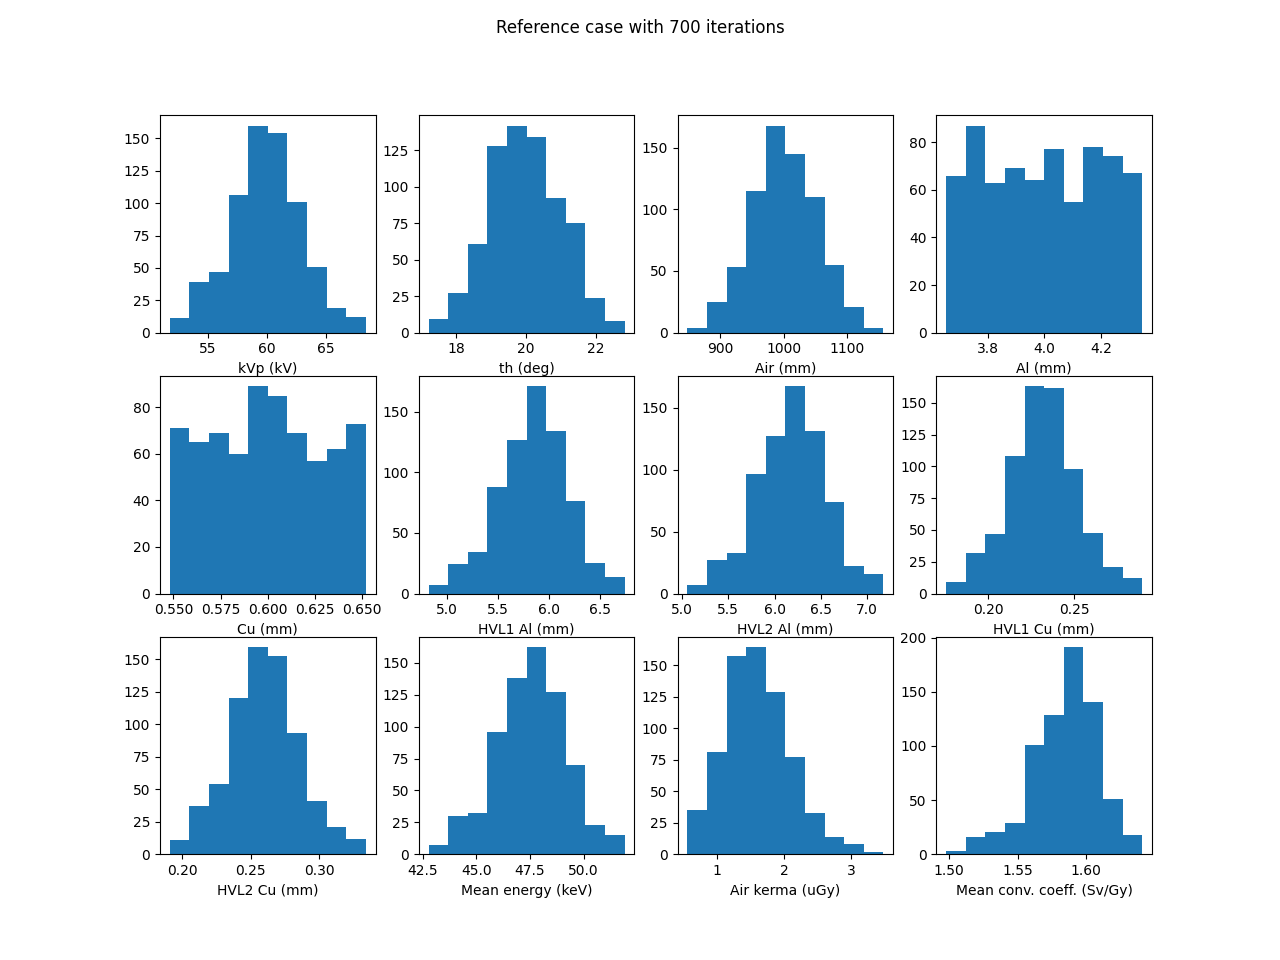 Reference case with 700 iterations
150
125
100
75
50
25
0
55 60 65
kVp (kV)
125
100
75
50
25
0
18 20 22
th (deg)
150
100
50
0
900 1000 1100
Air (mm)
80
60
40
20
0
3.8 4.0 4.2
Al (mm)
80
60
40
20
0
0.550 0.575 0.600 0.625 0.650
Cu (mm)
150
100
50
0
5.0 5.5 6.0 6.5
HVL1 Al (mm)
150
100
50
0
5.0 5.5 6.0 6.5 7.0
HVL2 Al (mm)
150
125
100
75
50
25
0
0.20 0.25
HVL1 Cu (mm)
150
125
100
75
50
25
0
0.20 0.25 0.30
HVL2 Cu (mm)
150
125
100
75
50
25
0
42.5 45.0 47.5 50.0
Mean energy (keV)
150
125
100
75
50
25
0
1 2 3
Air kerma (uGy)
200
150
100
50
0
1.50 1.55 1.60
Mean conv. coeff. (Sv/Gy)